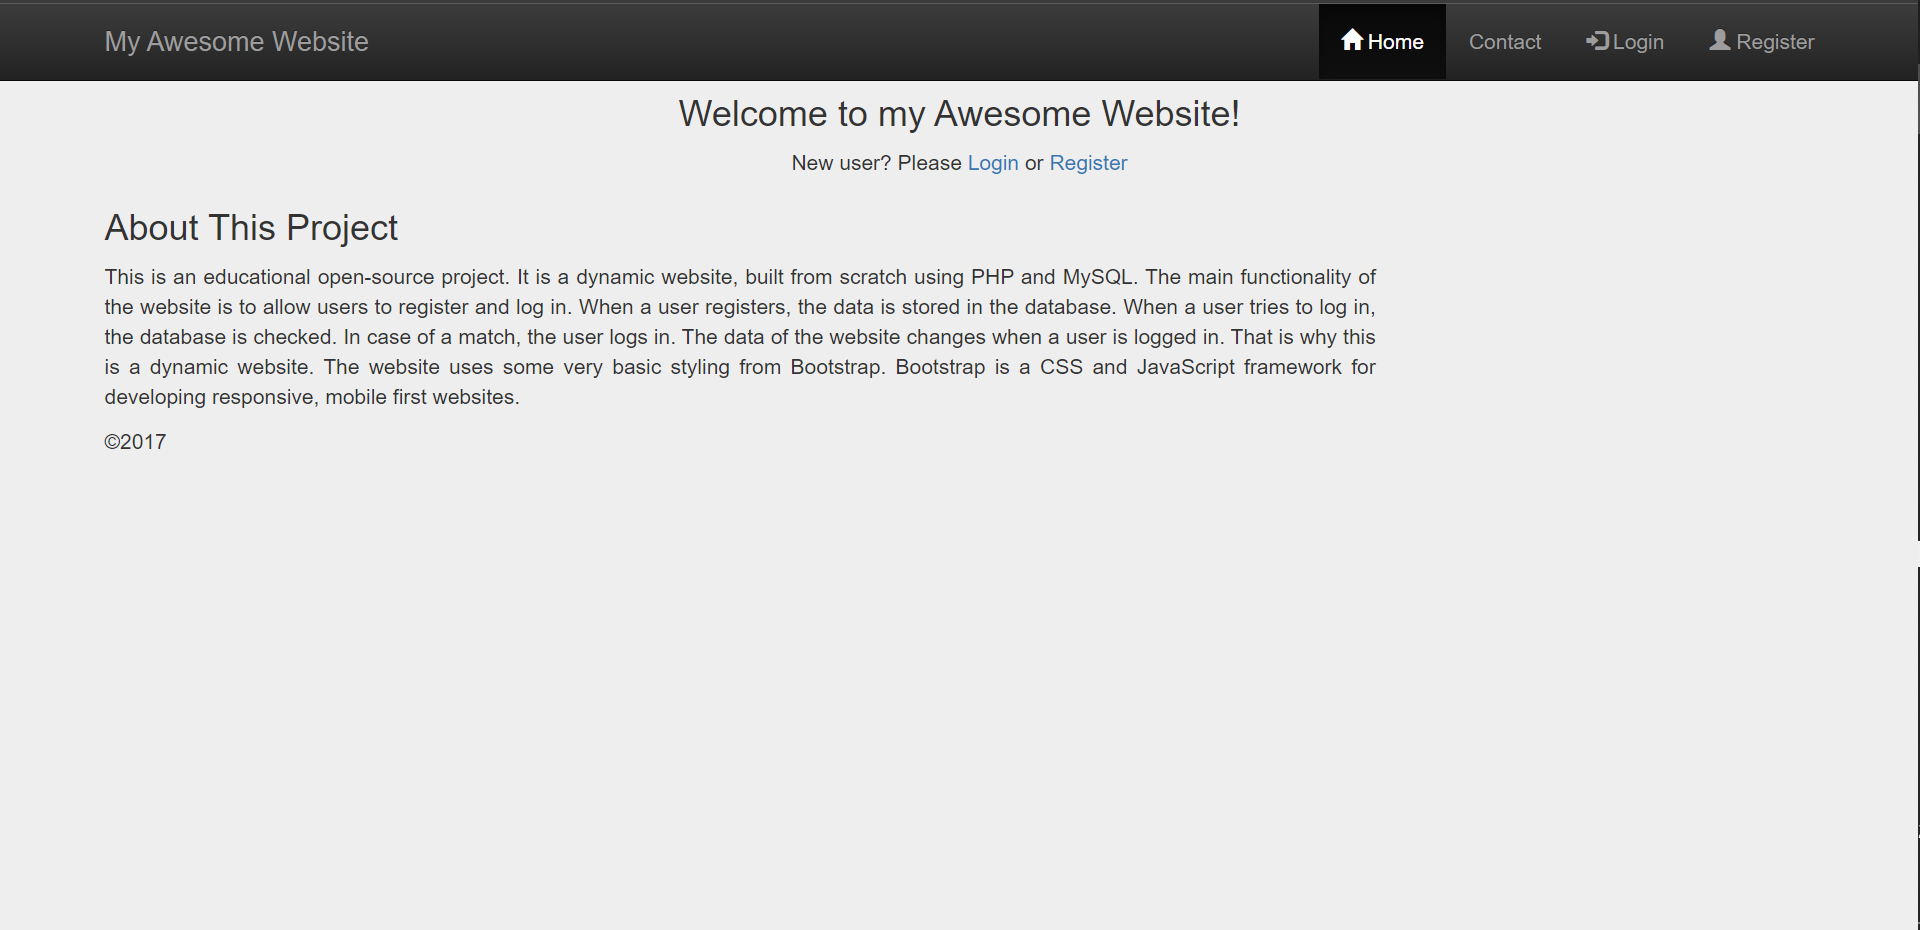 My Awesome Website
Home
Contact
Login
Register
Welcome to my Awesome Website!
New user? Please Login or Register
About This Project
This is an educational open-source project. It is a dynamic website, built from scratch using PHP and MySQL. The main functionality of
the website is to allow users to register and log in. When a user registers, the data is stored in the database. When a user tries to log in,
the database is checked. In case of a match, the user logs in. The data of the website changes when a user is logged in. That is why this
is a dynamic website. The website uses some very basic styling from Bootstrap. Bootstrap is a CSS and JavaScript framework for
developing responsive, mobile first websites.
©2017